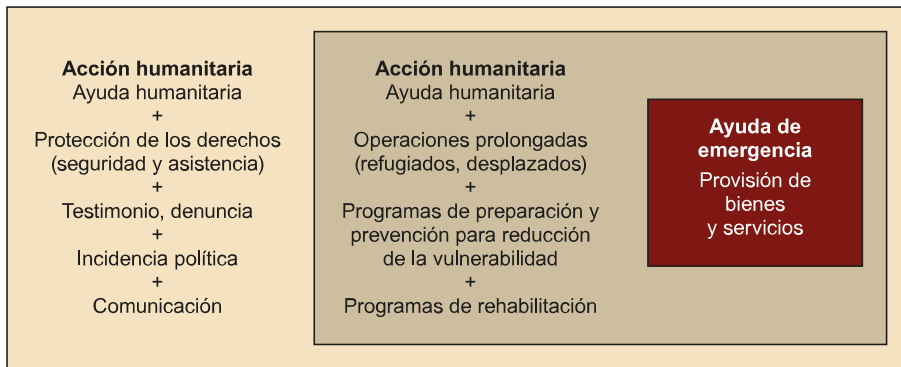 Acción humanitaria
Ayuda humanitaria
+
Protección de los derechos
(seguridad y asistencia)
+
Testimonio, denuncia
+
Incidencia política
+
Comunicación
Acción humanitaria
Ayuda humanitaria
+
Operaciones prolongadas
(refugiados, desplazados)
+
Programas de preparación y
prevención para reducción
de la vulnerabilidad
+
Programas de rehabilitación
Ayuda de
emergencia
Provisión de
bienes
y servicios